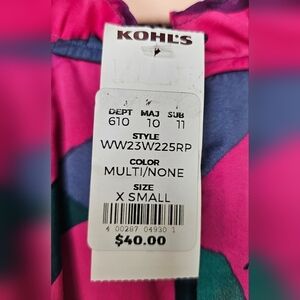 KOHL'S
DEPT MAJ SUB
610 10 11
STYLE
WW23W225RP
COLOR
MULTI/NONE
SIZE
X SMALL
4 00287 04930 1
$40.00